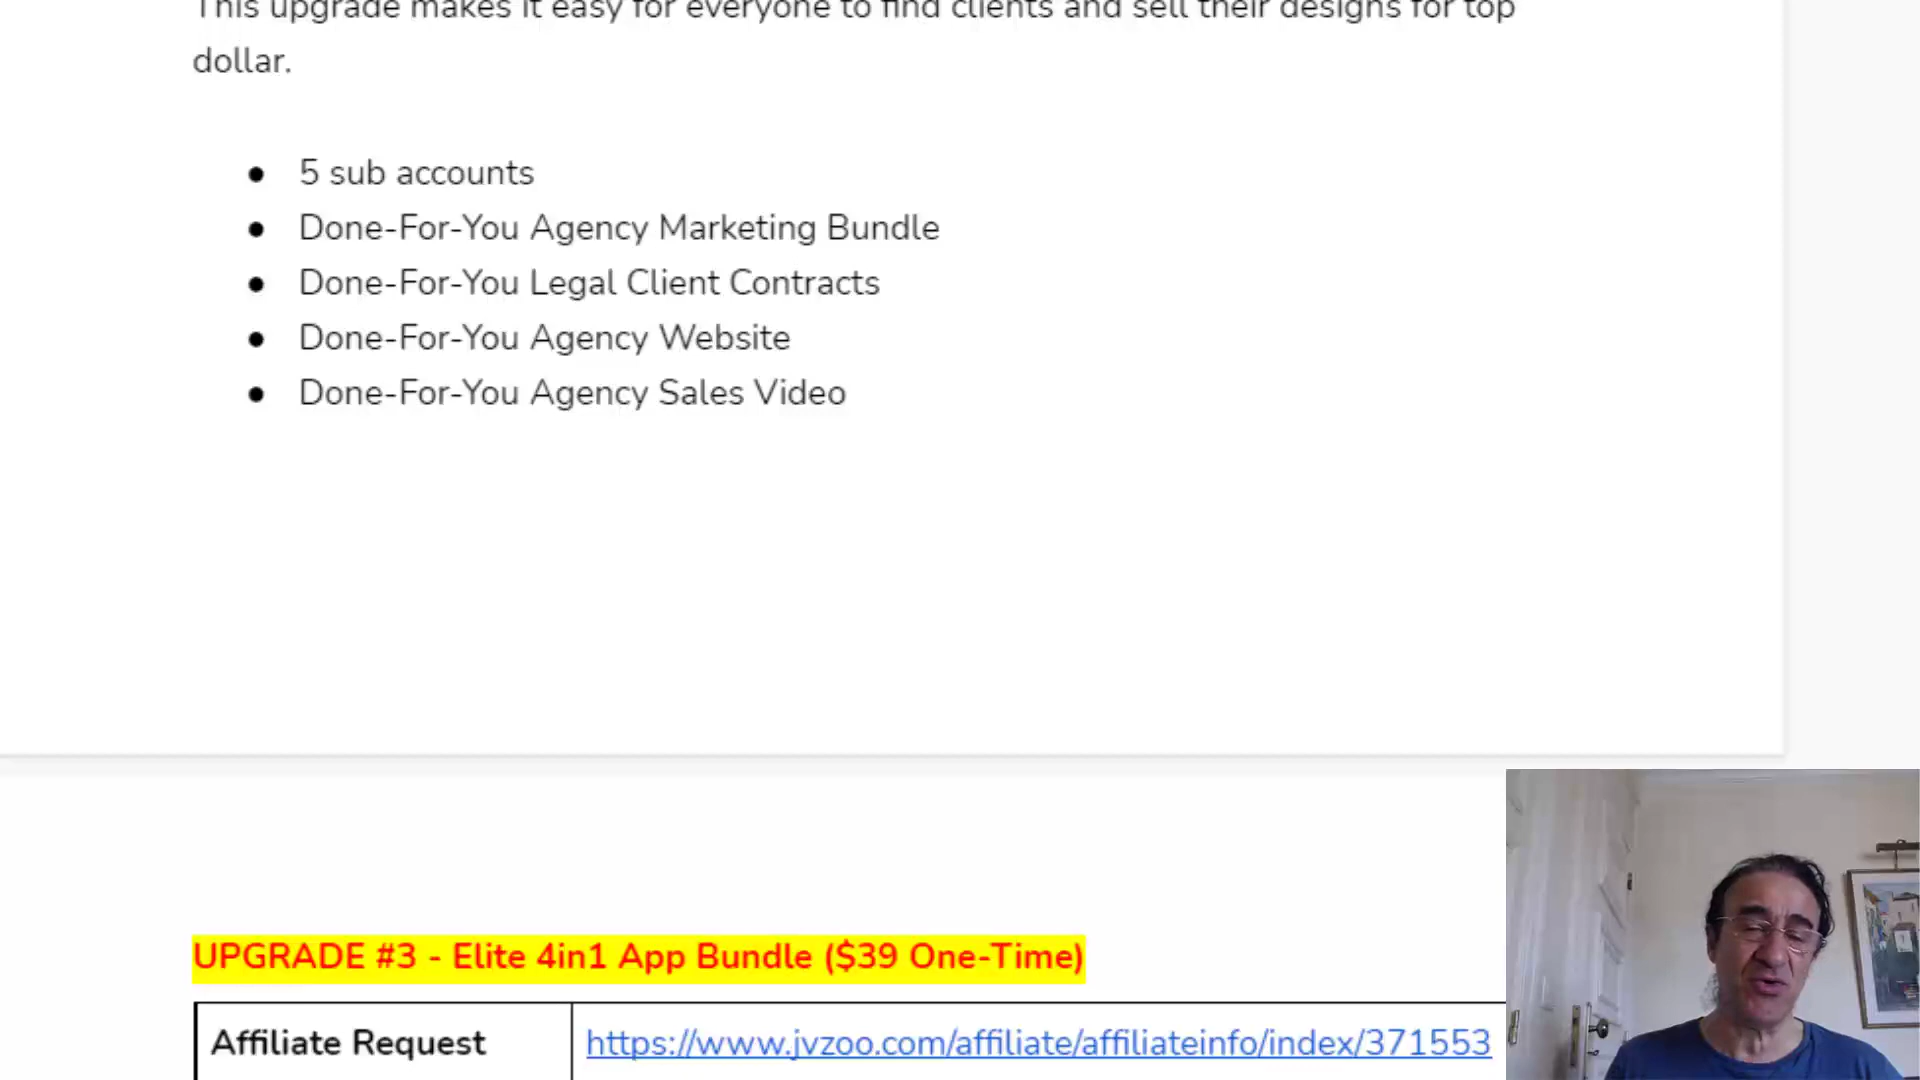 This upgrade makes it easy for everyone to find clients and sell their designs for top
dollar.
● 5 sub accounts
● Done-For-You Agency Marketing Bundle
● Done-For-You Legal Client Contracts
● Done-For-You Agency Website
● Done-For-You Agency Sales Video
UPGRADE #3 - Elite 4in1 App Bundle ($39 One-Time)
Affiliate Request https://www.jvzoo.com/affiliate/affiliateinfo/index/371553